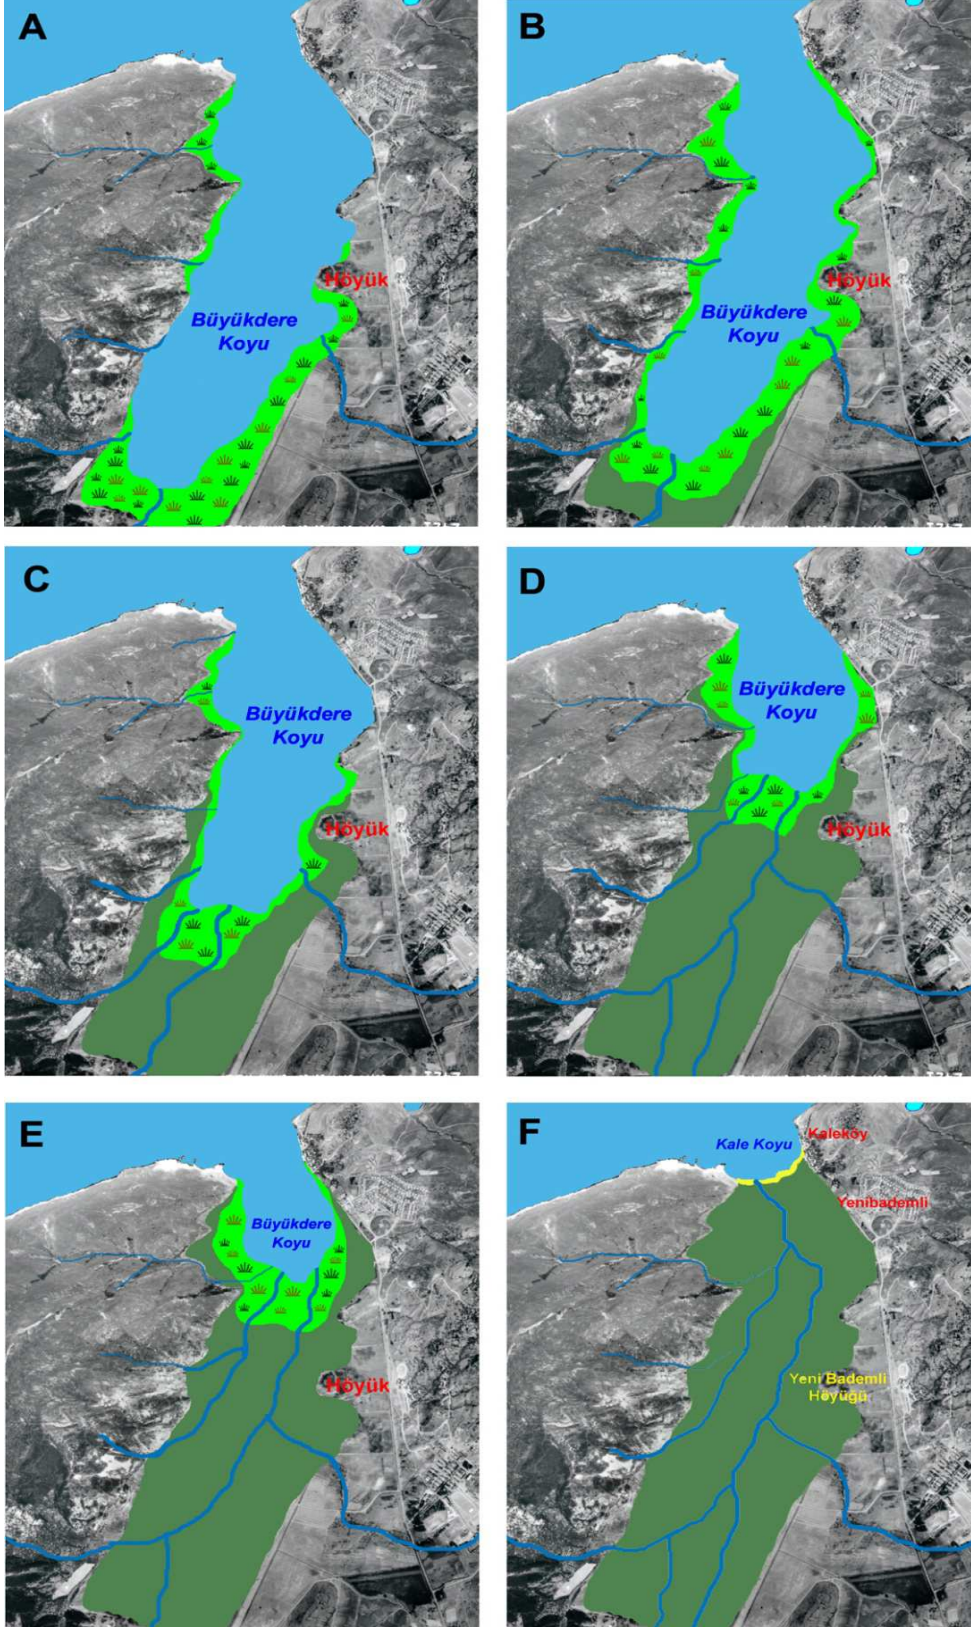 A
Höyük
Büyükdere
Koyu
B
Höyük
Büyükdere
Koyu
C
Büyükdere
Koyu
Höyük
D
Büyükdere
Koyu
Höyük
E
Büyükdere
Koyu
Höyük
F
Kale Koyu
Kaleköy
Yenibademli
Yeni Bademli
Höyüğü